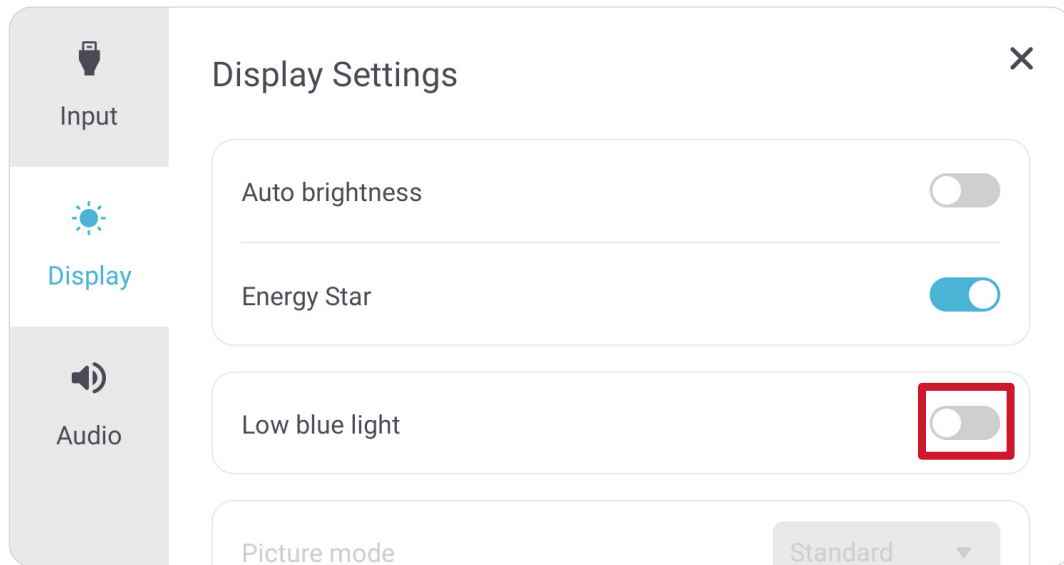 Input
Display
Audio
Display Settings
Auto brightness
Energy Star
Low blue light
Picture mode
Standard